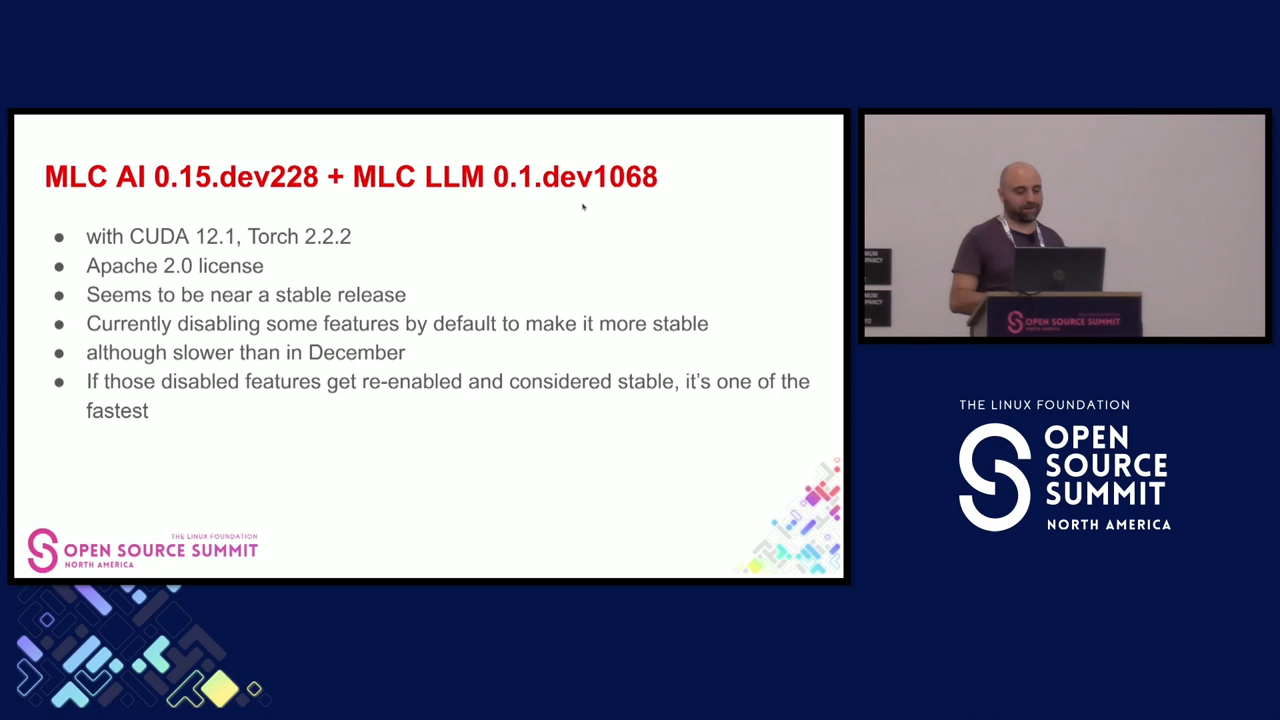 MLC AI 0.15.dev228 + MLC LLM 0.1.dev1068
● with CUDA 12.1, Torch 2.2.2
● Apache 2.0 license
● Seems to be near a stable release
● Currently disabling some features by default to make it more stable
● although slower than in December
● If those disabled features get re-enabled and considered stable, it’s one of the
fastest
THE LINUX FOUNDATION
OPEN SOURCE SUMMIT
NORTH AMERICA
OPEN SOURCE SUMMIT
THE LINUX FOUNDATION
OPEN
SOURCE
SUMMIT
NORTH AMERICA